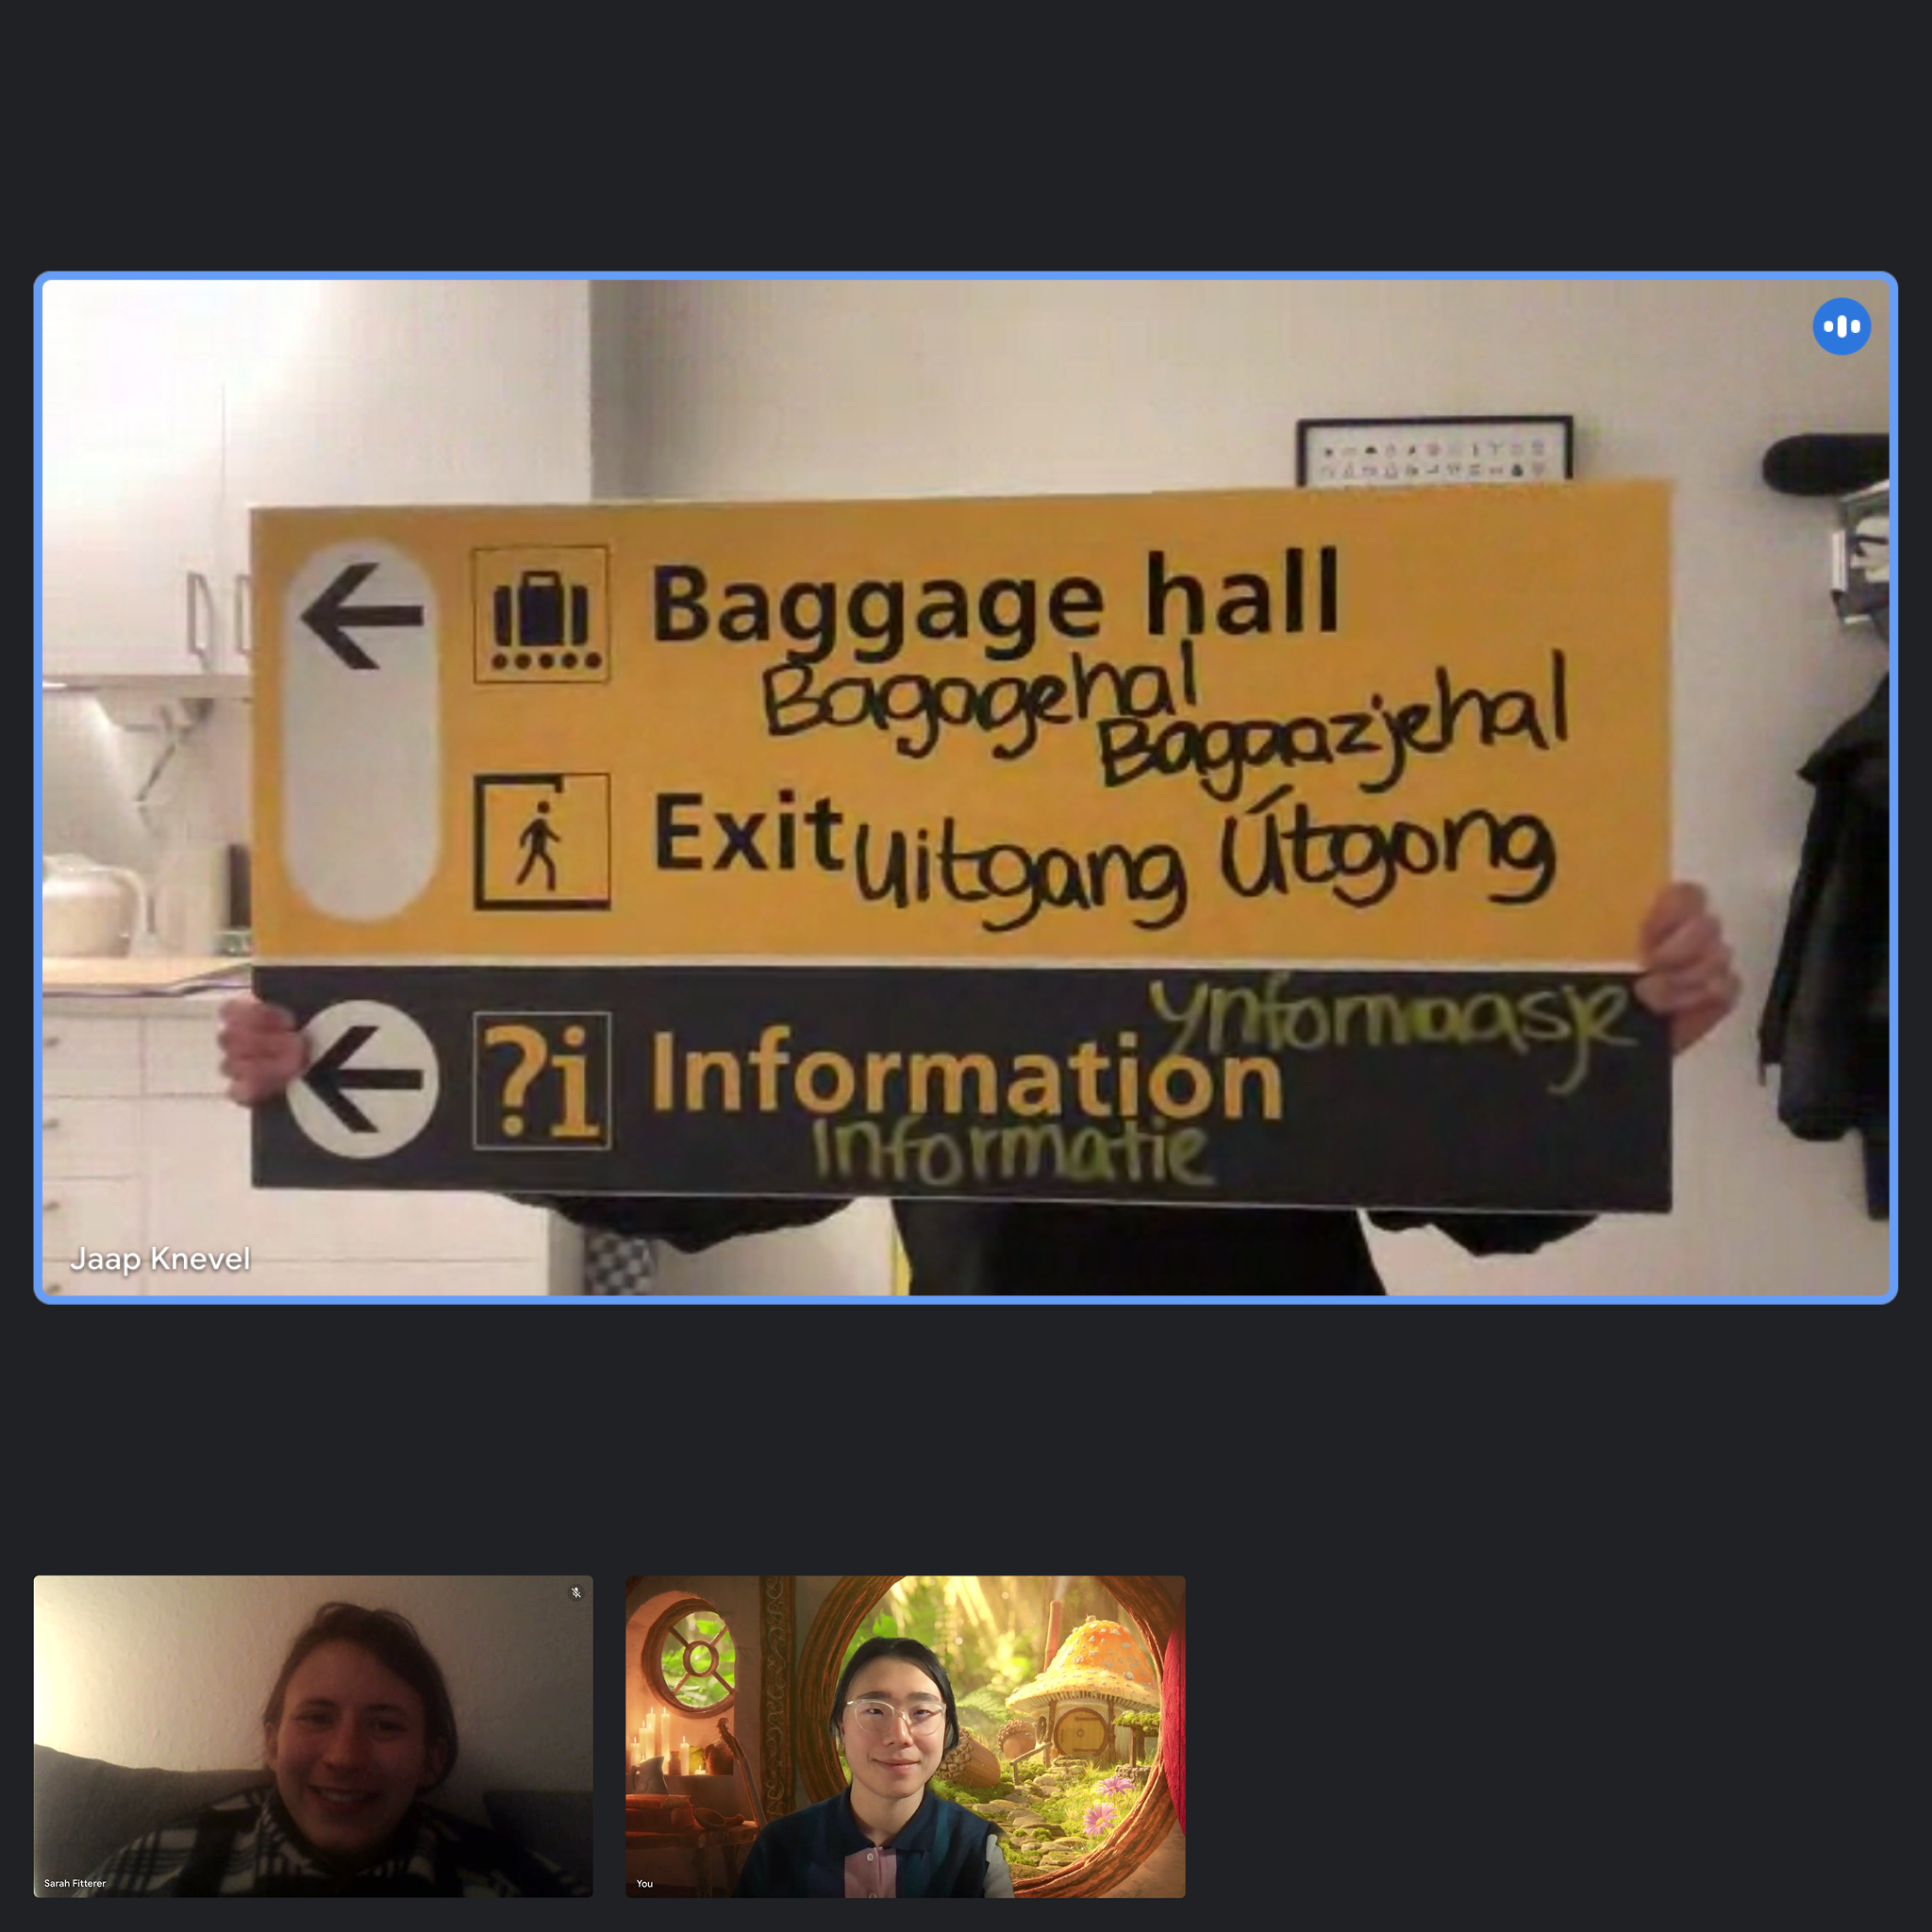 Baggage hall
Bagagehal
Bagaazjehal
Exit Uitgang Útgong
Ynformaasje
?i Information
Informatie
Jaap Knevel
Sarah Fitterer
You